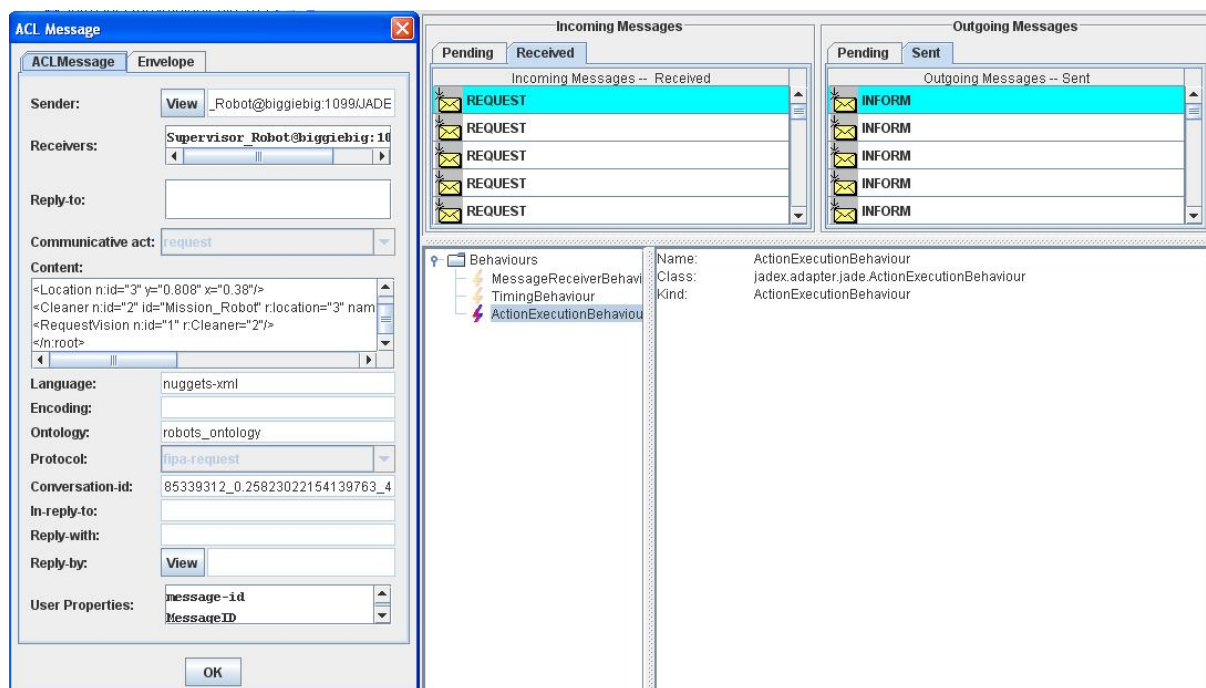 ACL Message
ACLMessage Envelope
Sender: View _Robot@biggiebig:1099/JADE
Receivers: Supervisor_Robot@biggiebig:10
Reply-to:
Communicative act: request
Content:
<Location n:id="3" y="0.808" x="0.38"/>
<Cleaner n:id="2" id="Mission_Robot" r:location="3" nam
<RequestVision n:id="1" r:Cleaner="2"/>
</n:root>
Language: nuggets-xml
Encoding:
Ontology: robots_ontology
Protocol: fipa-request
Conversation-id: 85339312_0.25823022154139763_4
In-reply-to:
Reply-with:
Reply-by: View
User Properties: message-id
MessageID
OK
Incoming Messages
Pending Received
Incoming Messages -- Received
REQUEST
REQUEST
REQUEST
REQUEST
REQUEST
Outgoing Messages
Pending Sent
Outgoing Messages -- Sent
INFORM
INFORM
INFORM
INFORM
INFORM
Behaviours
MessageReceiverBehavi
TimingBehaviour
ActionExecutionBehaviou
Name: ActionExecutionBehaviour
Class: jadex.adapter.jade.ActionExecutionBehaviour
Kind: ActionExecutionBehaviour